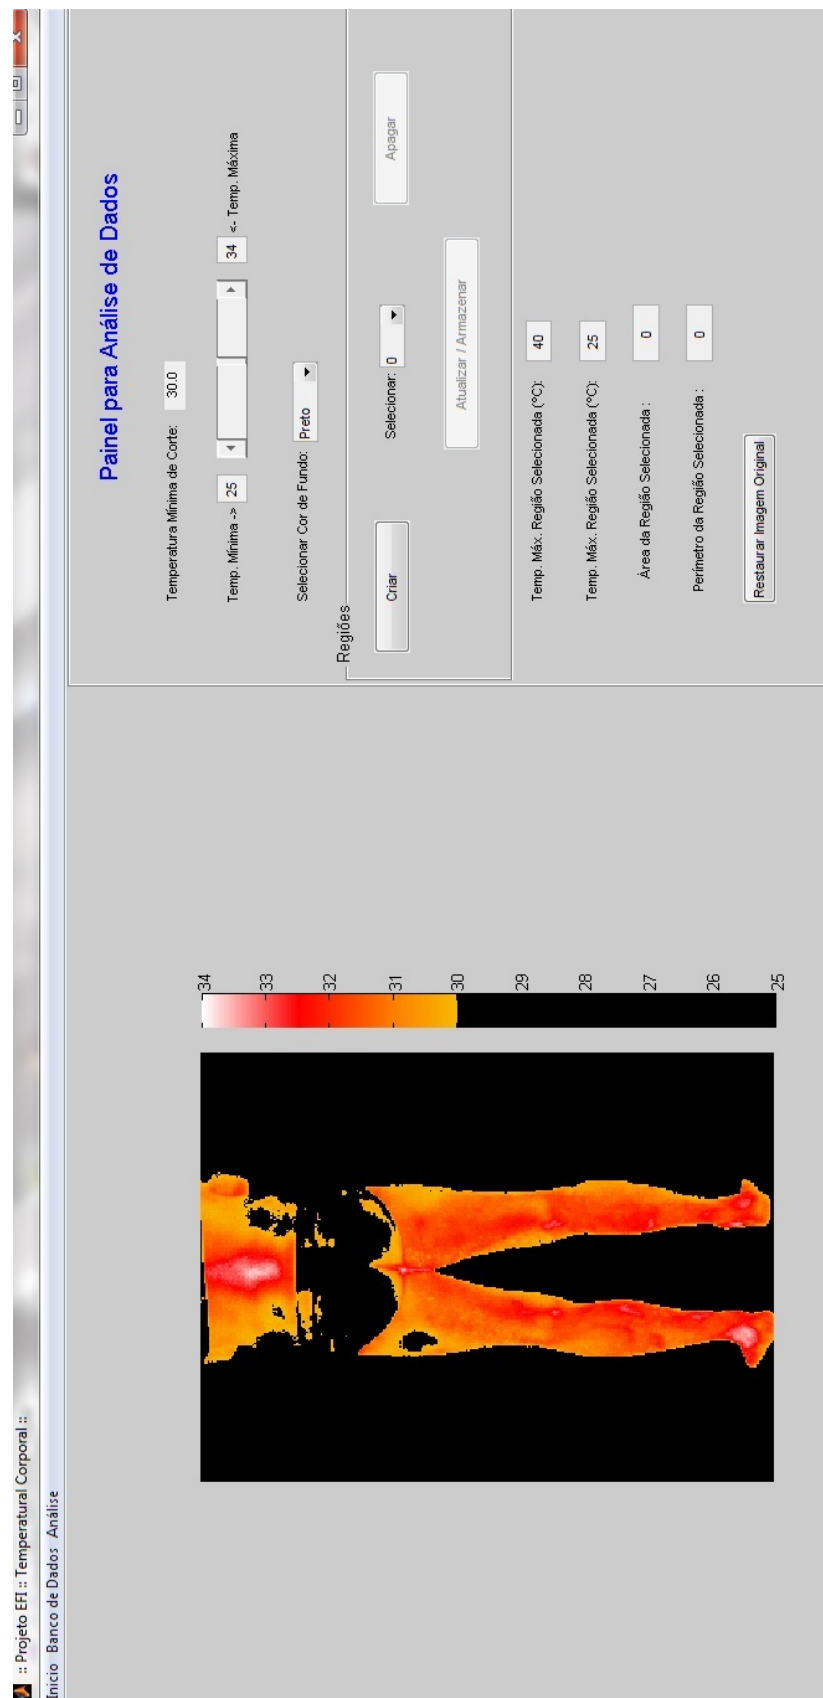 :: Projeto EFI :: Temperatural Corporal ::
Inicio Banco de Dados Análise
Painel para Análise de Dados
Temperatura Mínima de Corte: 30.0
Temp. Mínima -> 25 34 <- Temp. Máxima
Selecionar Cor de Fundo: Preto
Regiões
Criar Selecionar: 0 Apagar
Atualizar / Armazenar
Temp. Máx. Região Selecionada (°C): 40
Temp. Máx. Região Selecionada (°C): 25
Área da Região Selecionada : 0
Perímetro da Região Selecionada : 0
Restaurar Imagem Original
34
33
32
31
30
29
28
27
26
25